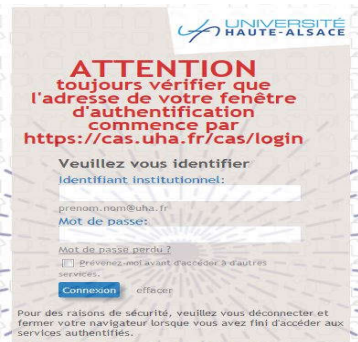 UNIVERSITÉ
HAUTE-ALSACE
ATTENTION
toujours vérifier que
l'adresse de votre fenêtre
d'authentification
commence par
https://cas.uha.fr/cas/login
Veuillez vous identifier
Identifiant institutionnel:
prenom.nom@uha.fr
Mot de passe:
Mot de passe perdu ?
Prévenez-moi avant d'accéder à d'autres
services.
Connexion effacer
Pour des raisons de sécurité, veuillez vous déconnecter et
fermer votre navigateur lorsque vous avez fini d'accéder aux
services authentifiés.